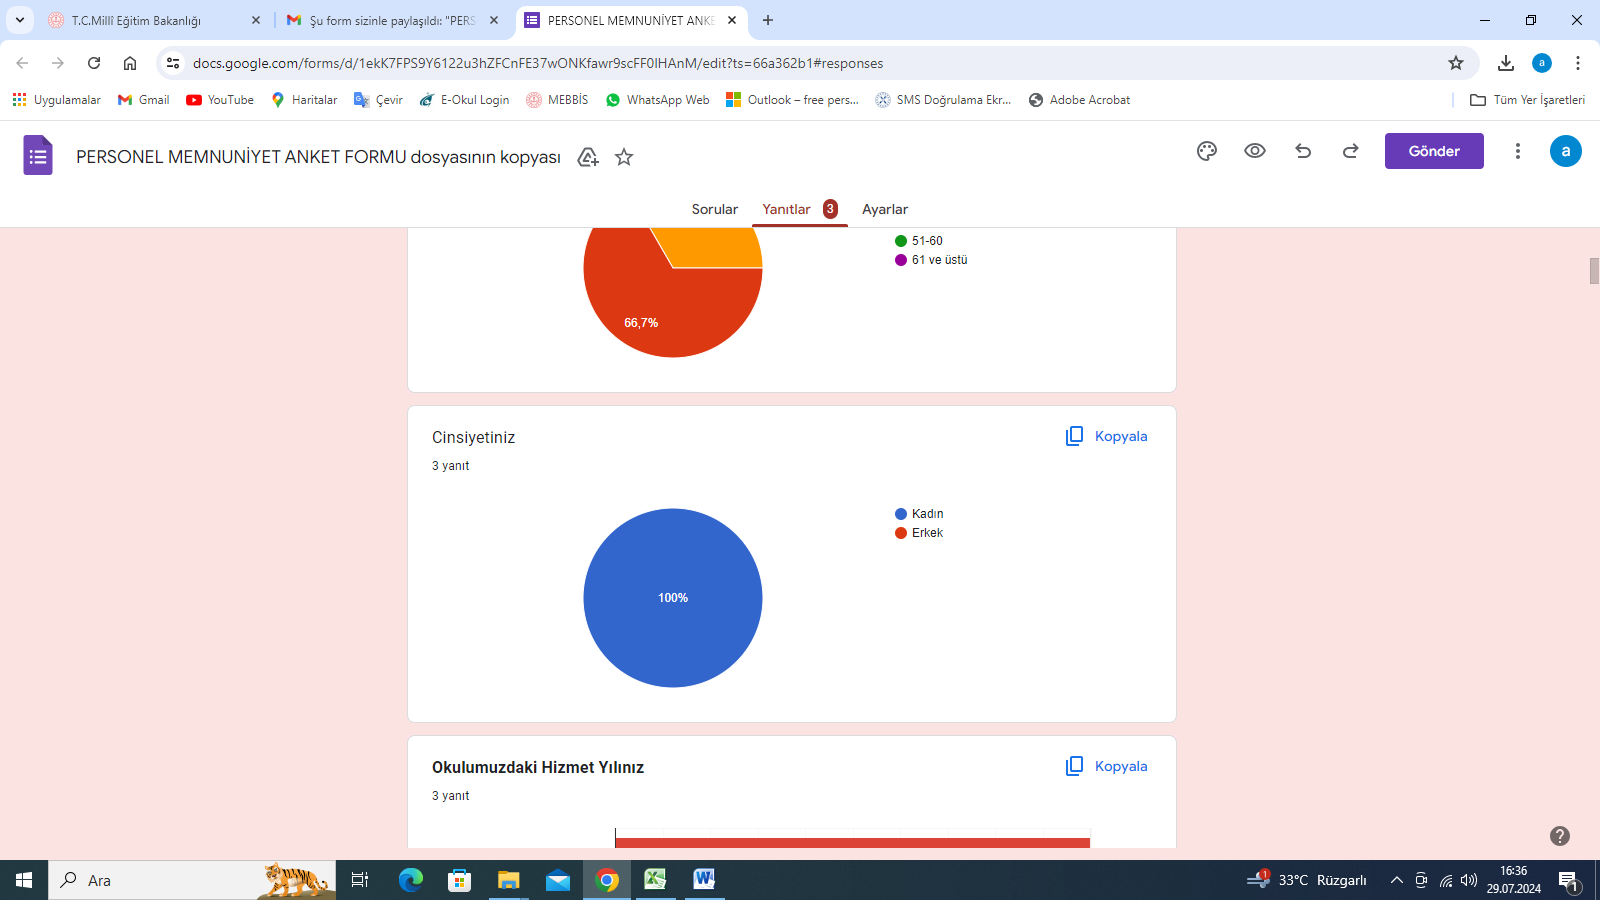 T.C.Millî Eğitim Bakanlığı
Şu form sizinle paylaşıldı: "PERS
PERSONEL MEMNUNİYET ANKE
docs.google.com/forms/d/1ekK7FPS9Y6122u3hZFCnFE37wONKfawr9scFF0IHAnM/edit?ts=66a362b1#responses
a
Uygulamalar
Gmail
YouTube
Haritalar
Çevir
E-Okul Login
MEBBİS
WhatsApp Web
Outlook – free pers...
SMS Doğrulama Ekr...
Adobe Acrobat
Tüm Yer İşaretleri
PERSONEL MEMNUNİYET ANKET FORMU dosyasının kopyası
Gönder
a
Sorular
Yanıtlar 3
Ayarlar
51-60
61 ve üstü
66,7%
Cinsiyetiniz
Kopyala
3 yanıt
Kadın
Erkek
100%
Okulumuzdaki Hizmet Yılınız
Kopyala
3 yanıt
Ara
1
33°C Rüzgarlı
16:36
29.07.2024
1